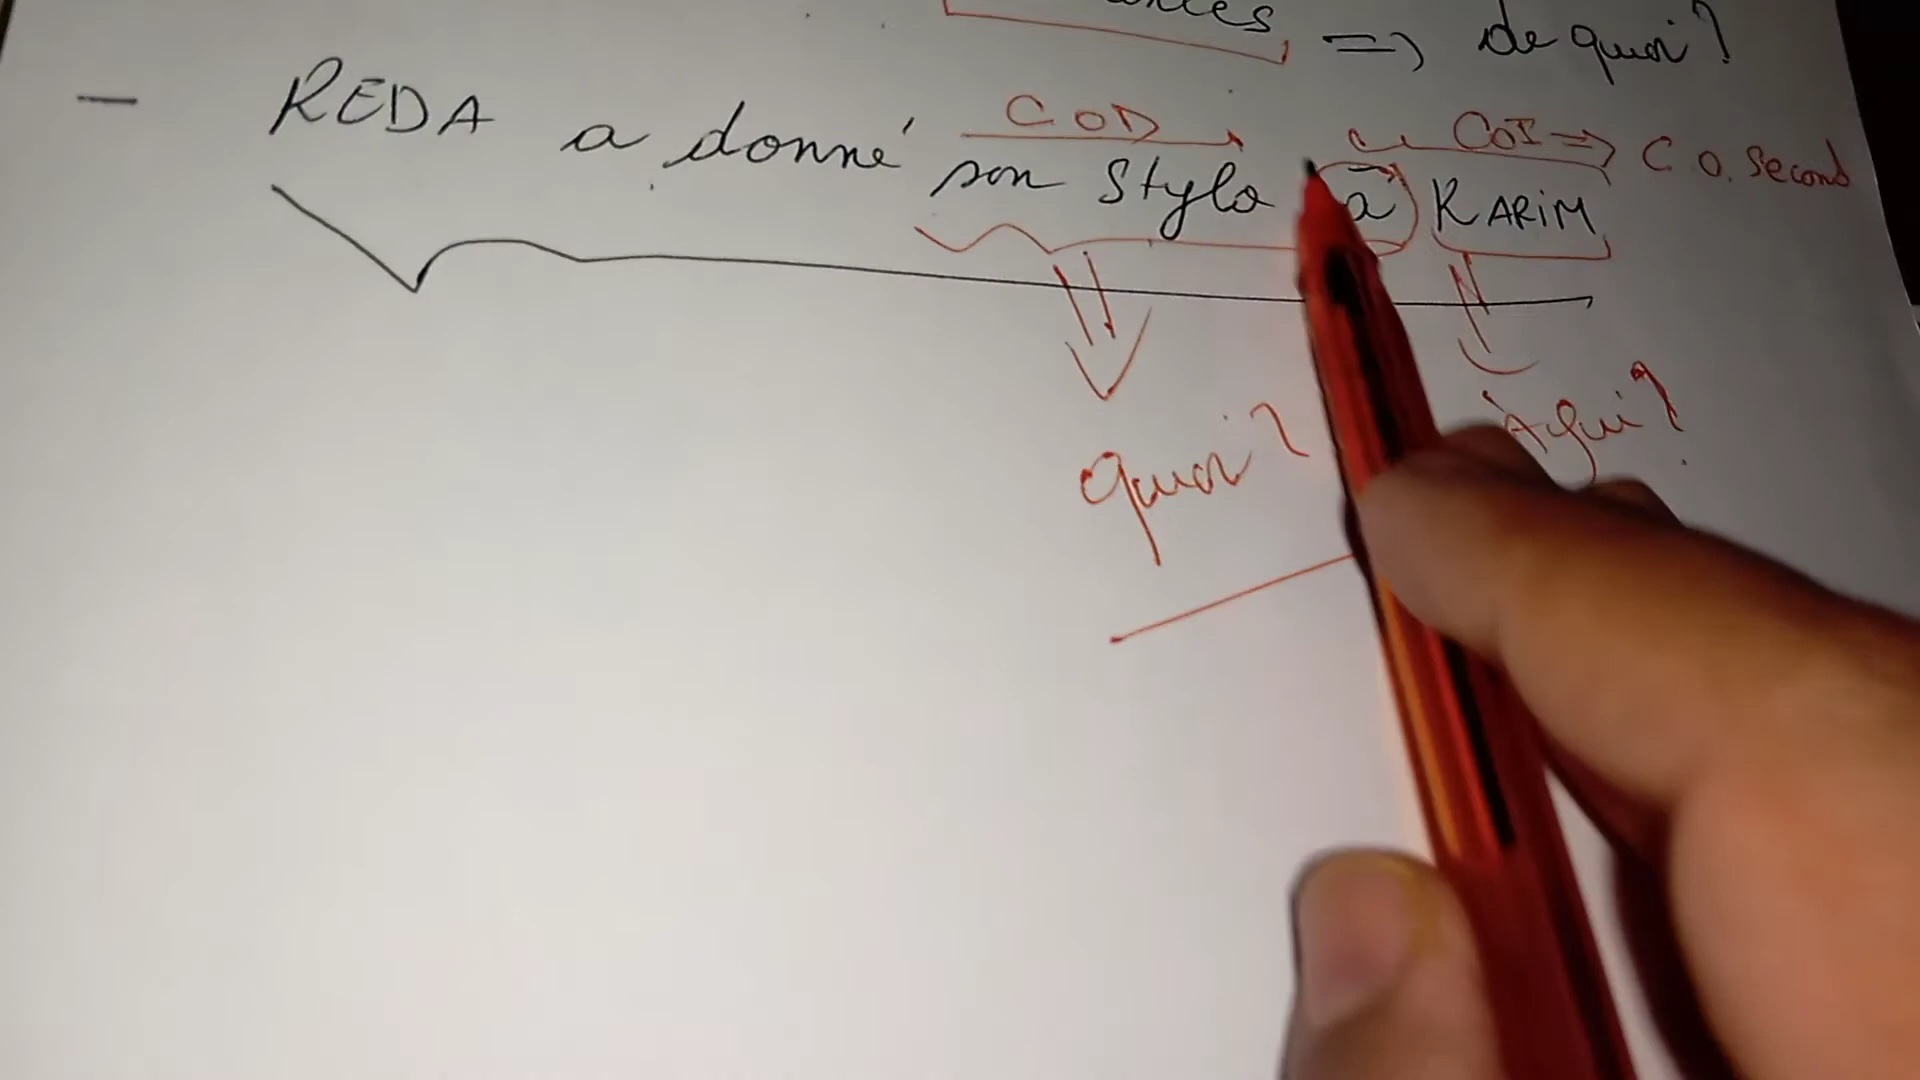 => de quoi ?
COD COI => C O. Second
- REDA a donné son stylo à KARIM
quoi ? À qui ?